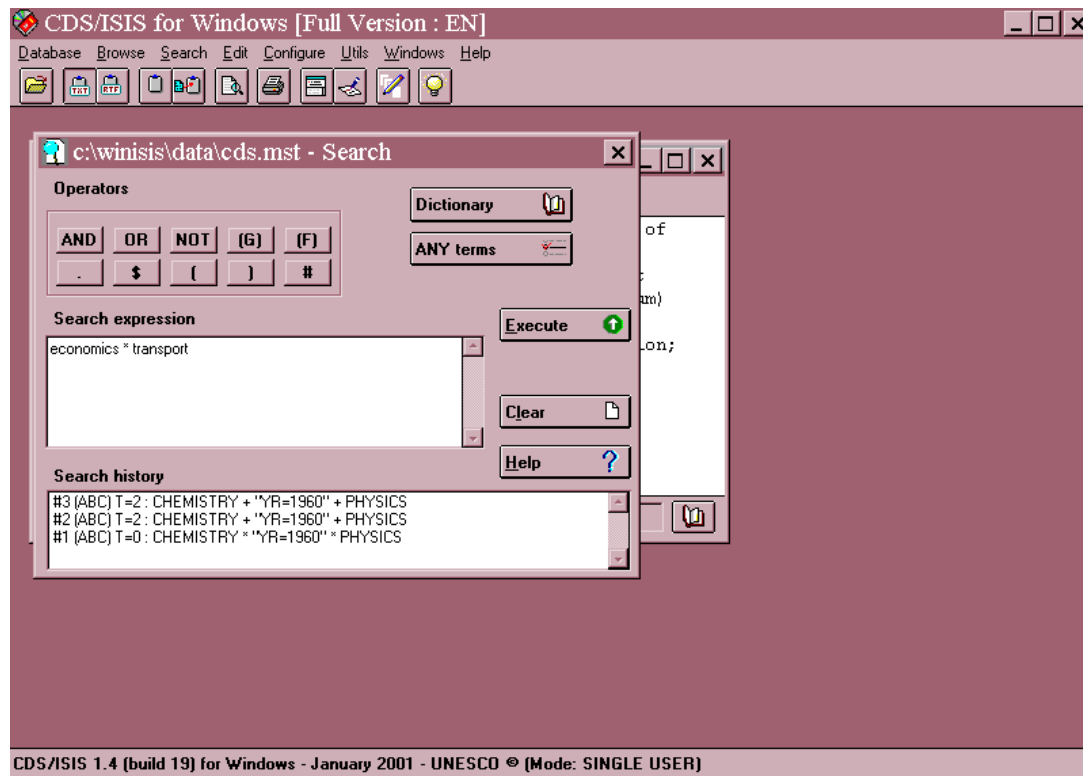 CDS/ISIS for Windows [Full Version : EN]
Database Browse Search Edit Configure Utils Windows Help
TXT RTF
c:\winisis\data\cds.mst - Search
Operators
Dictionary
AND OR NOT (G) (F)
ANY terms
. $ ( ) #
of
Search expression
Execute
economics * transport
Clear
Help ?
Search history
#3 (ABC) T=2 : CHEMISTRY + "YR=1960" + PHYSICS
#2 (ABC) T=2 : CHEMISTRY + "YR=1960" + PHYSICS
#1 (ABC) T=0 : CHEMISTRY * "YR=1960" * PHYSICS
CDS/ISIS 1.4 (build 19) for Windows - January 2001 - UNESCO © (Mode: SINGLE USER)